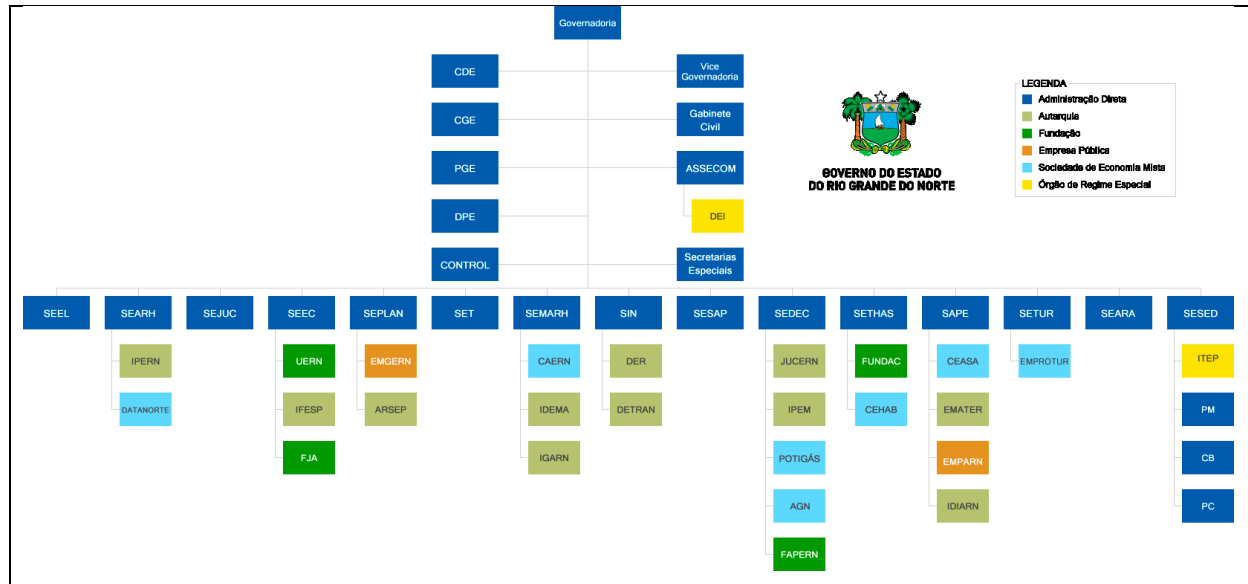 Governadoria
CDE
Vice
Governadoria
CGE
Gabinete
Civil
PGE
ASSECOM
DPE
DEI
CONTROL
Secretarias
Especiais
GOVERNO DO ESTADO
DO RIO GRANDE DO NORTE
LEGENDA
Administração Direta
Autarquia
Fundação
Empresa Pública
Sociedade de Economia Mista
Órgão de Regime Especial
SEEL
SEARH
SEJUC
SEEC
SEPLAN
SET
SEMARH
SIN
SESAP
SEDEC
SETHAS
SAPE
SETUR
SEARA
SESED
IPERN
UERN
EMGERN
CAERN
DER
JUCERN
FUNDAC
CEASA
EMPROTUR
ITEP
DATANORTE
IFESP
ARSEP
IDEMA
DETRAN
IPEM
CEHAB
EMATER
PM
FJA
IGARN
POTIGÁS
EMPARN
CB
AGN
IDIARN
PC
FAPERN